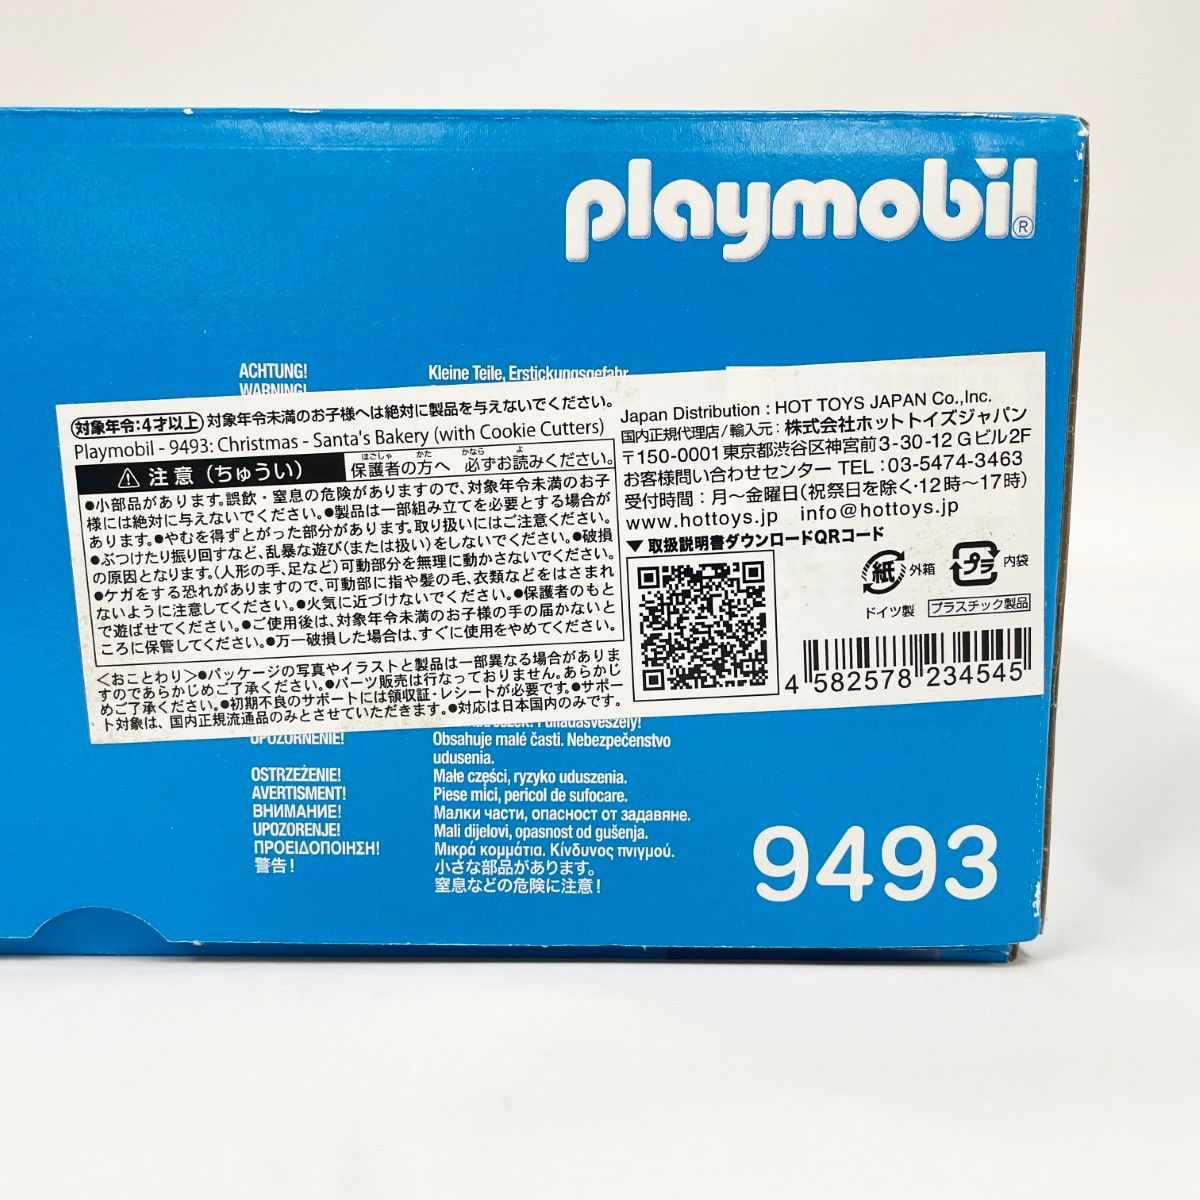 playmobil®
ACHTUNG! Kleine Teile, Erstickungsgefahr
WARNING!
対象年令:4才以上 対象年令未満のお子様へは絶対に製品を与えないでください。
Playmobil - 9493: Christmas - Santa's Bakery (with Cookie Cutters)
⚠ 注意（ちゅうい） 保護者の方へ 必ずお読みください。
ほごしゃ かた かなら よ
●小部品があります。誤飲・窒息の危険がありますので、対象年令未満のお子
様には絶対に与えないでください。●製品は一部組み立てを必要とする場合が
あります。●やむを得ずとがった部分があります。取り扱いにはご注意ください。
●ぶつけたり振り回すなど、乱暴な遊び(または扱い)をしないでください。●破損
の原因となります。(人形の手、足など)可動部分を無理に動かさないでください。
●ケガをする恐れがありますので、可動部に指や髪の毛、衣類などをはさまれ
ないように注意してください。●火気に近づけないでください。●保護者のもと
で遊ばせてください。●ご使用後は、対象年令未満のお子様の手の届かないと
ころに保管してください。●万一破損した場合は、すぐに使用をやめてください。
＜おことわり＞●パッケージの写真やイラストと製品は一部異なる場合がありま
すのであらかじめご了承ください。●パーツ販売は行なっておりません。あらかじ
めご了承ください。●初期不良のサポートには領収証・レシートが必要です。●サポー
ト対象は、国内正規流通品のみとさせていただきます。●対応は日本国内のみです。
Japan Distribution : HOT TOYS JAPAN Co.,Inc.
国内正規代理店/輸入元：株式会社ホットトイズジャパン
〒150-0001 東京都渋谷区神宮前3-30-12 Gビル2F
お客様問い合わせセンター TEL：03-5474-3463
受付時間：月〜金曜日(祝祭日を除く・12時〜17時)
www.hottoys.jp info@hottoys.jp
▼ 取扱説明書ダウンロードQRコード
紙 外箱 プラ 内袋
ドイツ製 プラスチック製品
4 582578 234545
UPOZORNĚNIE! Obsahuje malé časti. Nebezpečenstvo
udusenia.
OSTRZEŻENIE! Małe części, ryzyko uduszenia.
AVERTISMENT! Piese mici, pericol de sufocare.
ВНИМАНИЕ! Малки части, опасност от задавяне.
UPOZORENJE! Mali dijelovi, opasnost od gušenja.
ΠΡΟΕΙΔΟΠΟΙΗΣΗ! Μικρά κομμάτια. Κίνδυνος πνιγμού.
警告！ 小さな部品があります。
窒息などの危険に注意！
9493